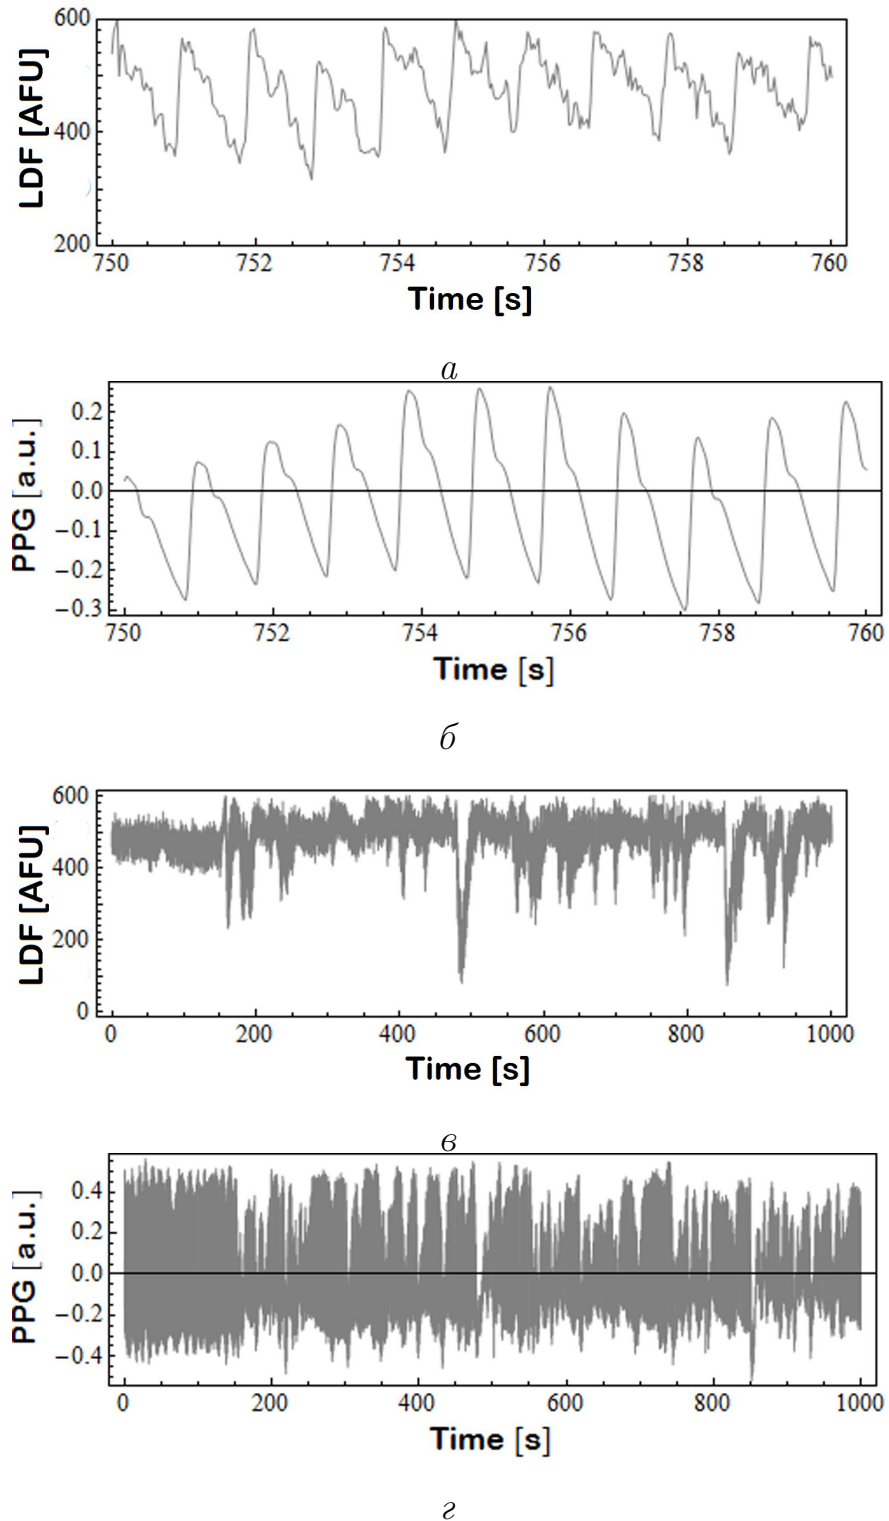 LDF [AFU]
600
400
200
750 752 754 756 758 760
Time [s]
а
PPG [a.u.]
0.2
0.1
0.0
−0.1
−0.2
−0.3
750 752 754 756 758 760
Time [s]
б
LDF [AFU]
600
400
200
0
0 200 400 600 800 1000
Time [s]
в
PPG [a.u.]
0.4
0.2
0.0
−0.2
−0.4
0 200 400 600 800 1000
Time [s]
г